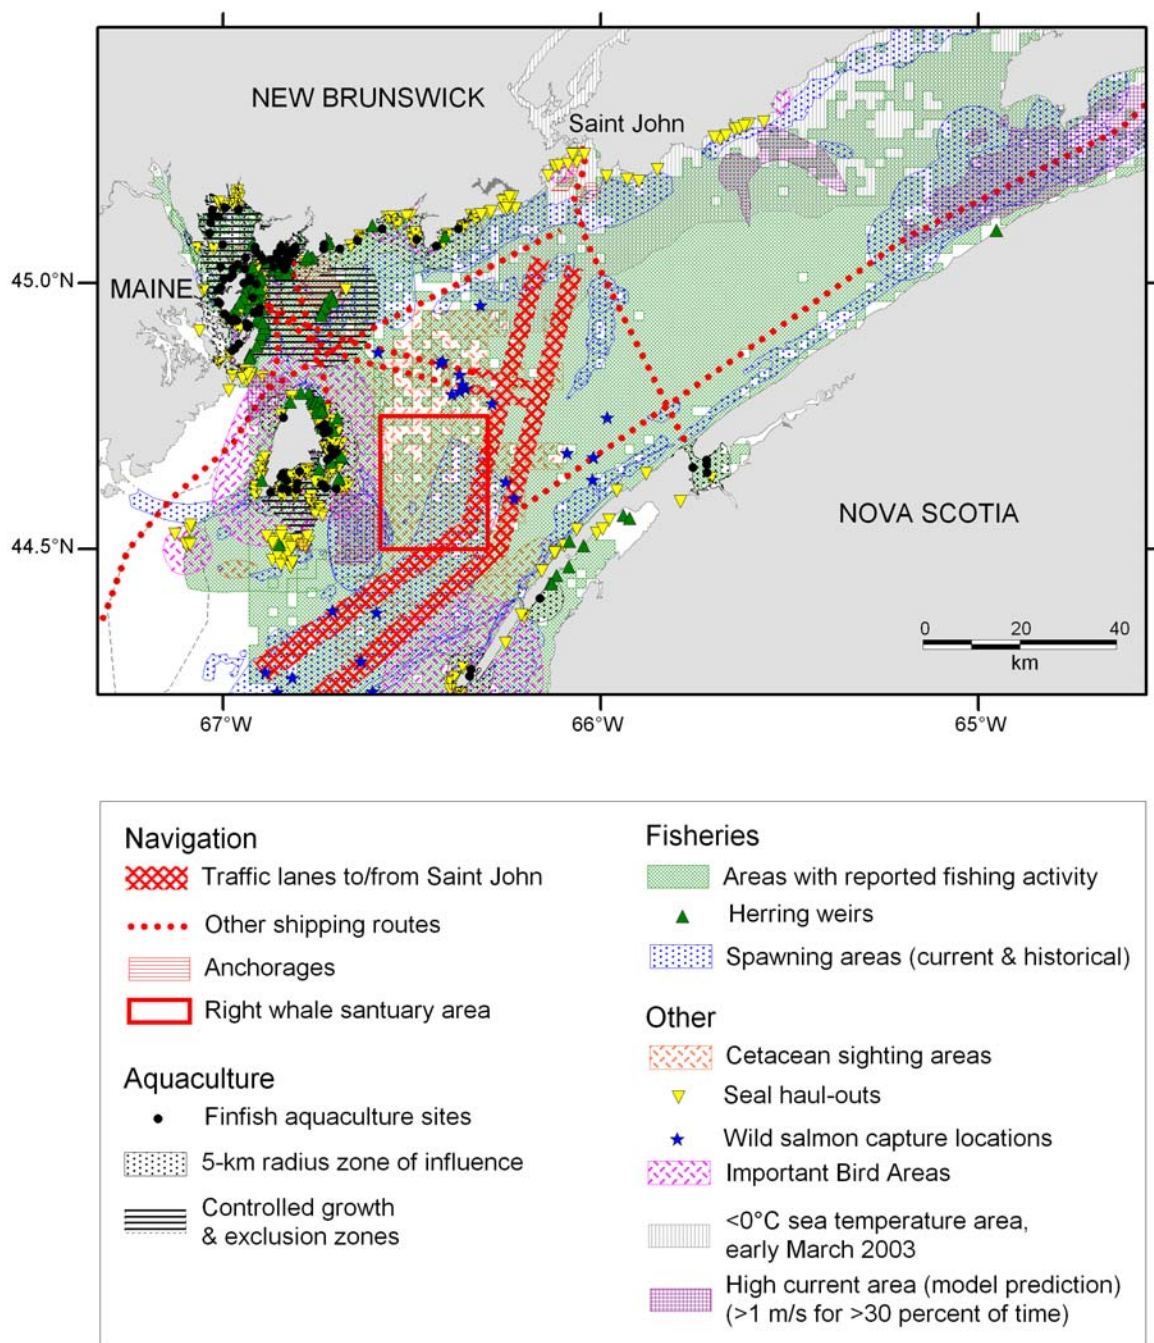 NEW BRUNSWICK
Saint John
45.0°N
MAINE
44.5°N
NOVA SCOTIA
0 20 40
km
67°W 66°W 65°W
Navigation
Traffic lanes to/from Saint John
Other shipping routes
Anchorages
Right whale santuary area
Aquaculture
Finfish aquaculture sites
5-km radius zone of influence
Controlled growth
& exclusion zones
Fisheries
Areas with reported fishing activity
Herring weirs
Spawning areas (current & historical)
Other
Cetacean sighting areas
Seal haul-outs
Wild salmon capture locations
Important Bird Areas
<0°C sea temperature area,
early March 2003
High current area (model prediction)
(>1 m/s for >30 percent of time)